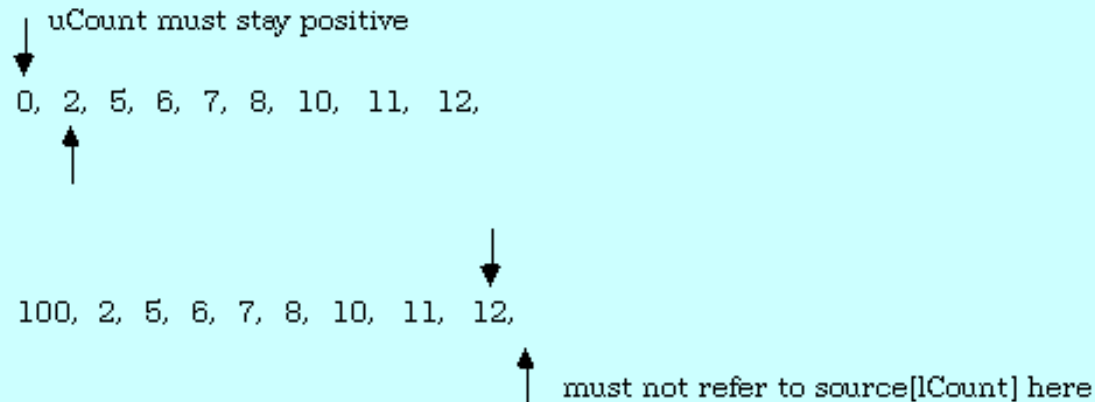 uCount must stay positive
0, 2, 5, 6, 7, 8, 10, 11, 12,
100, 2, 5, 6, 7, 8, 10, 11, 12,
must not refer to source[lCount] here